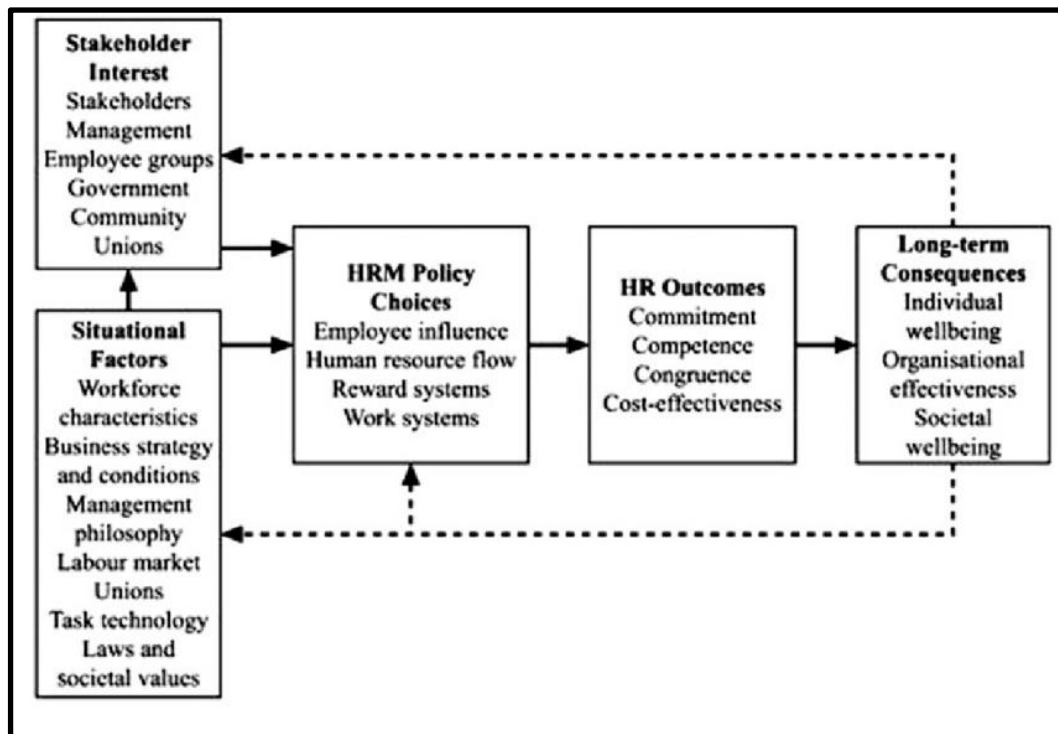 Stakeholder
Interest
Stakeholders
Management
Employee groups
Government
Community
Unions
Situational
Factors
Workforce
characteristics
Business strategy
and conditions
Management
philosophy
Labour market
Unions
Task technology
Laws and
societal values
HRM Policy
Choices
Employee influence
Human resource flow
Reward systems
Work systems
HR Outcomes
Commitment
Competence
Congruence
Cost-effectiveness
Long-term
Consequences
Individual
wellbeing
Organisational
effectiveness
Societal
wellbeing